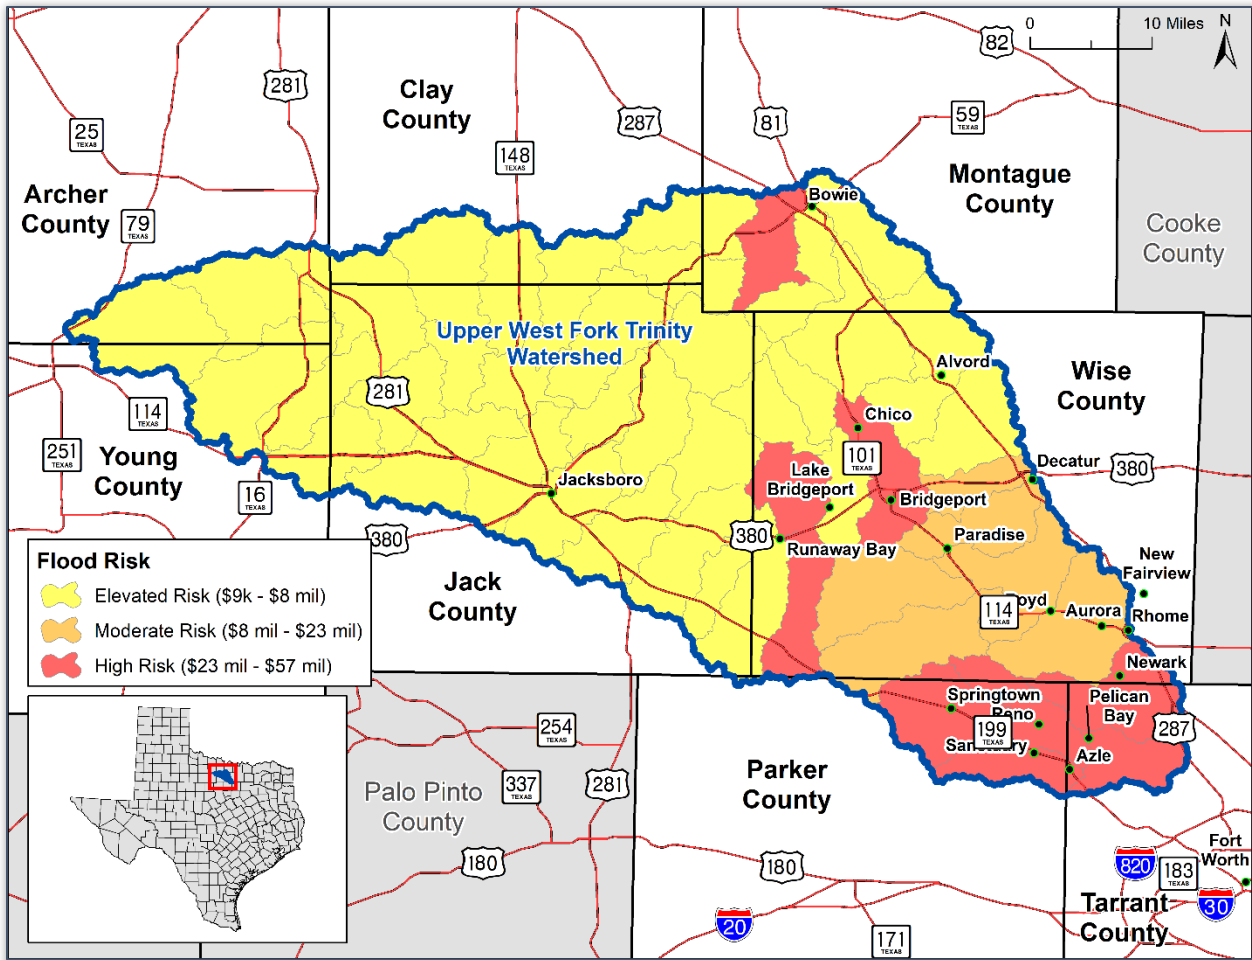 0
10 Miles
N
82
281
Clay
County
287
81
59
TEXAS
25
TEXAS
148
TEXAS
Montague
County
Archer
County
Bowie
79
TEXAS
Cooke
County
Upper West Fork Trinity
Watershed
Alvord
Wise
County
281
114
TEXAS
Chico
251
TEXAS
Young
County
101
TEXAS
Decatur
380
Lake
Bridgeport
Jacksboro
16
TEXAS
Bridgeport
380
380
Paradise
Runaway Bay
New
Fairview
Flood Risk
Elevated Risk ($9k - $8 mil)
Moderate Risk ($8 mil - $23 mil)
High Risk ($23 mil - $57 mil)
Jack
County
114
TEXAS
oyd
Aurora
Rhome
Newark
Springtown
Pelican
Bay
Reno
199
TEXAS
Sanctuary
287
254
TEXAS
Azle
Parker
County
337
TEXAS
281
Palo Pinto
County
Fort
Worth
180
180
820
183
TEXAS
30
Tarrant
County
20
171
TEXAS